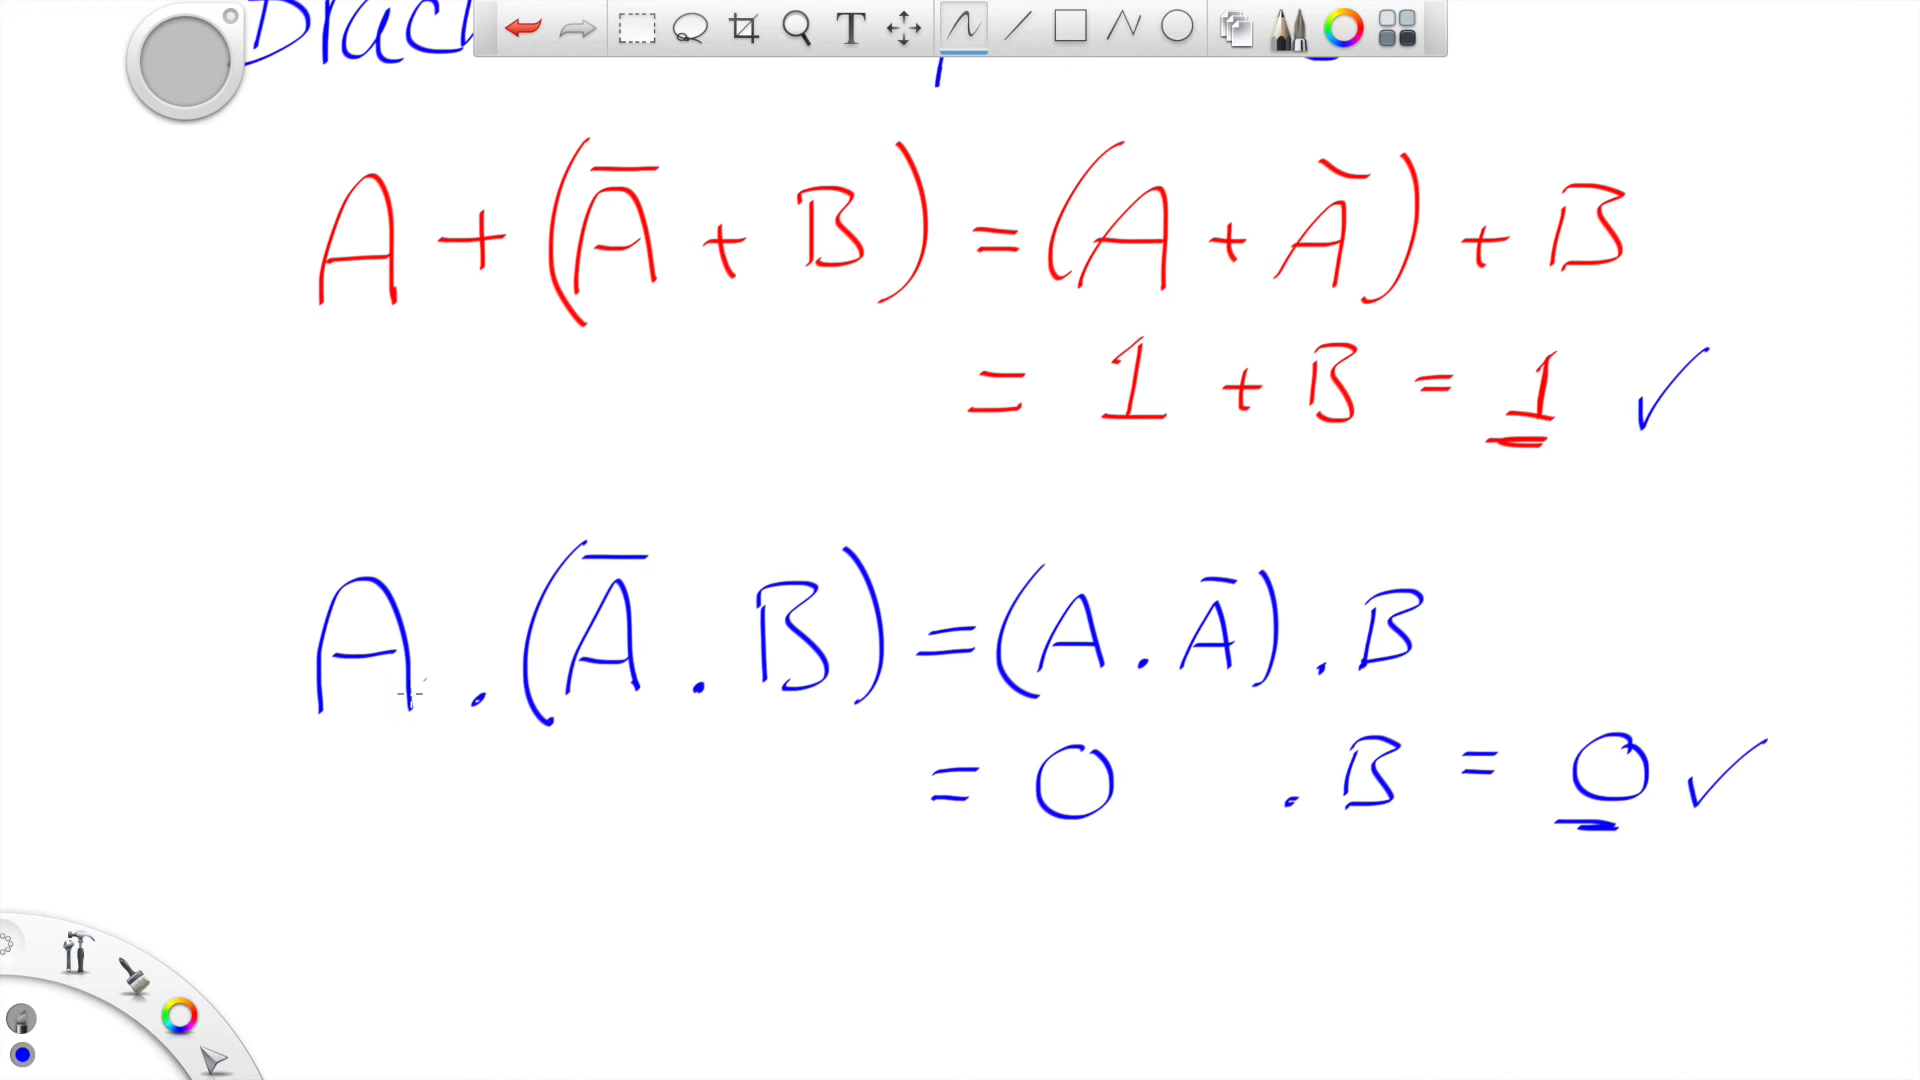 A + (A̅ + B) = (A + A̅) + B
= 1 + B = 1 ✓
A . (A̅ . B) = (A . A̅) . B
= 0 . B = 0 ✓